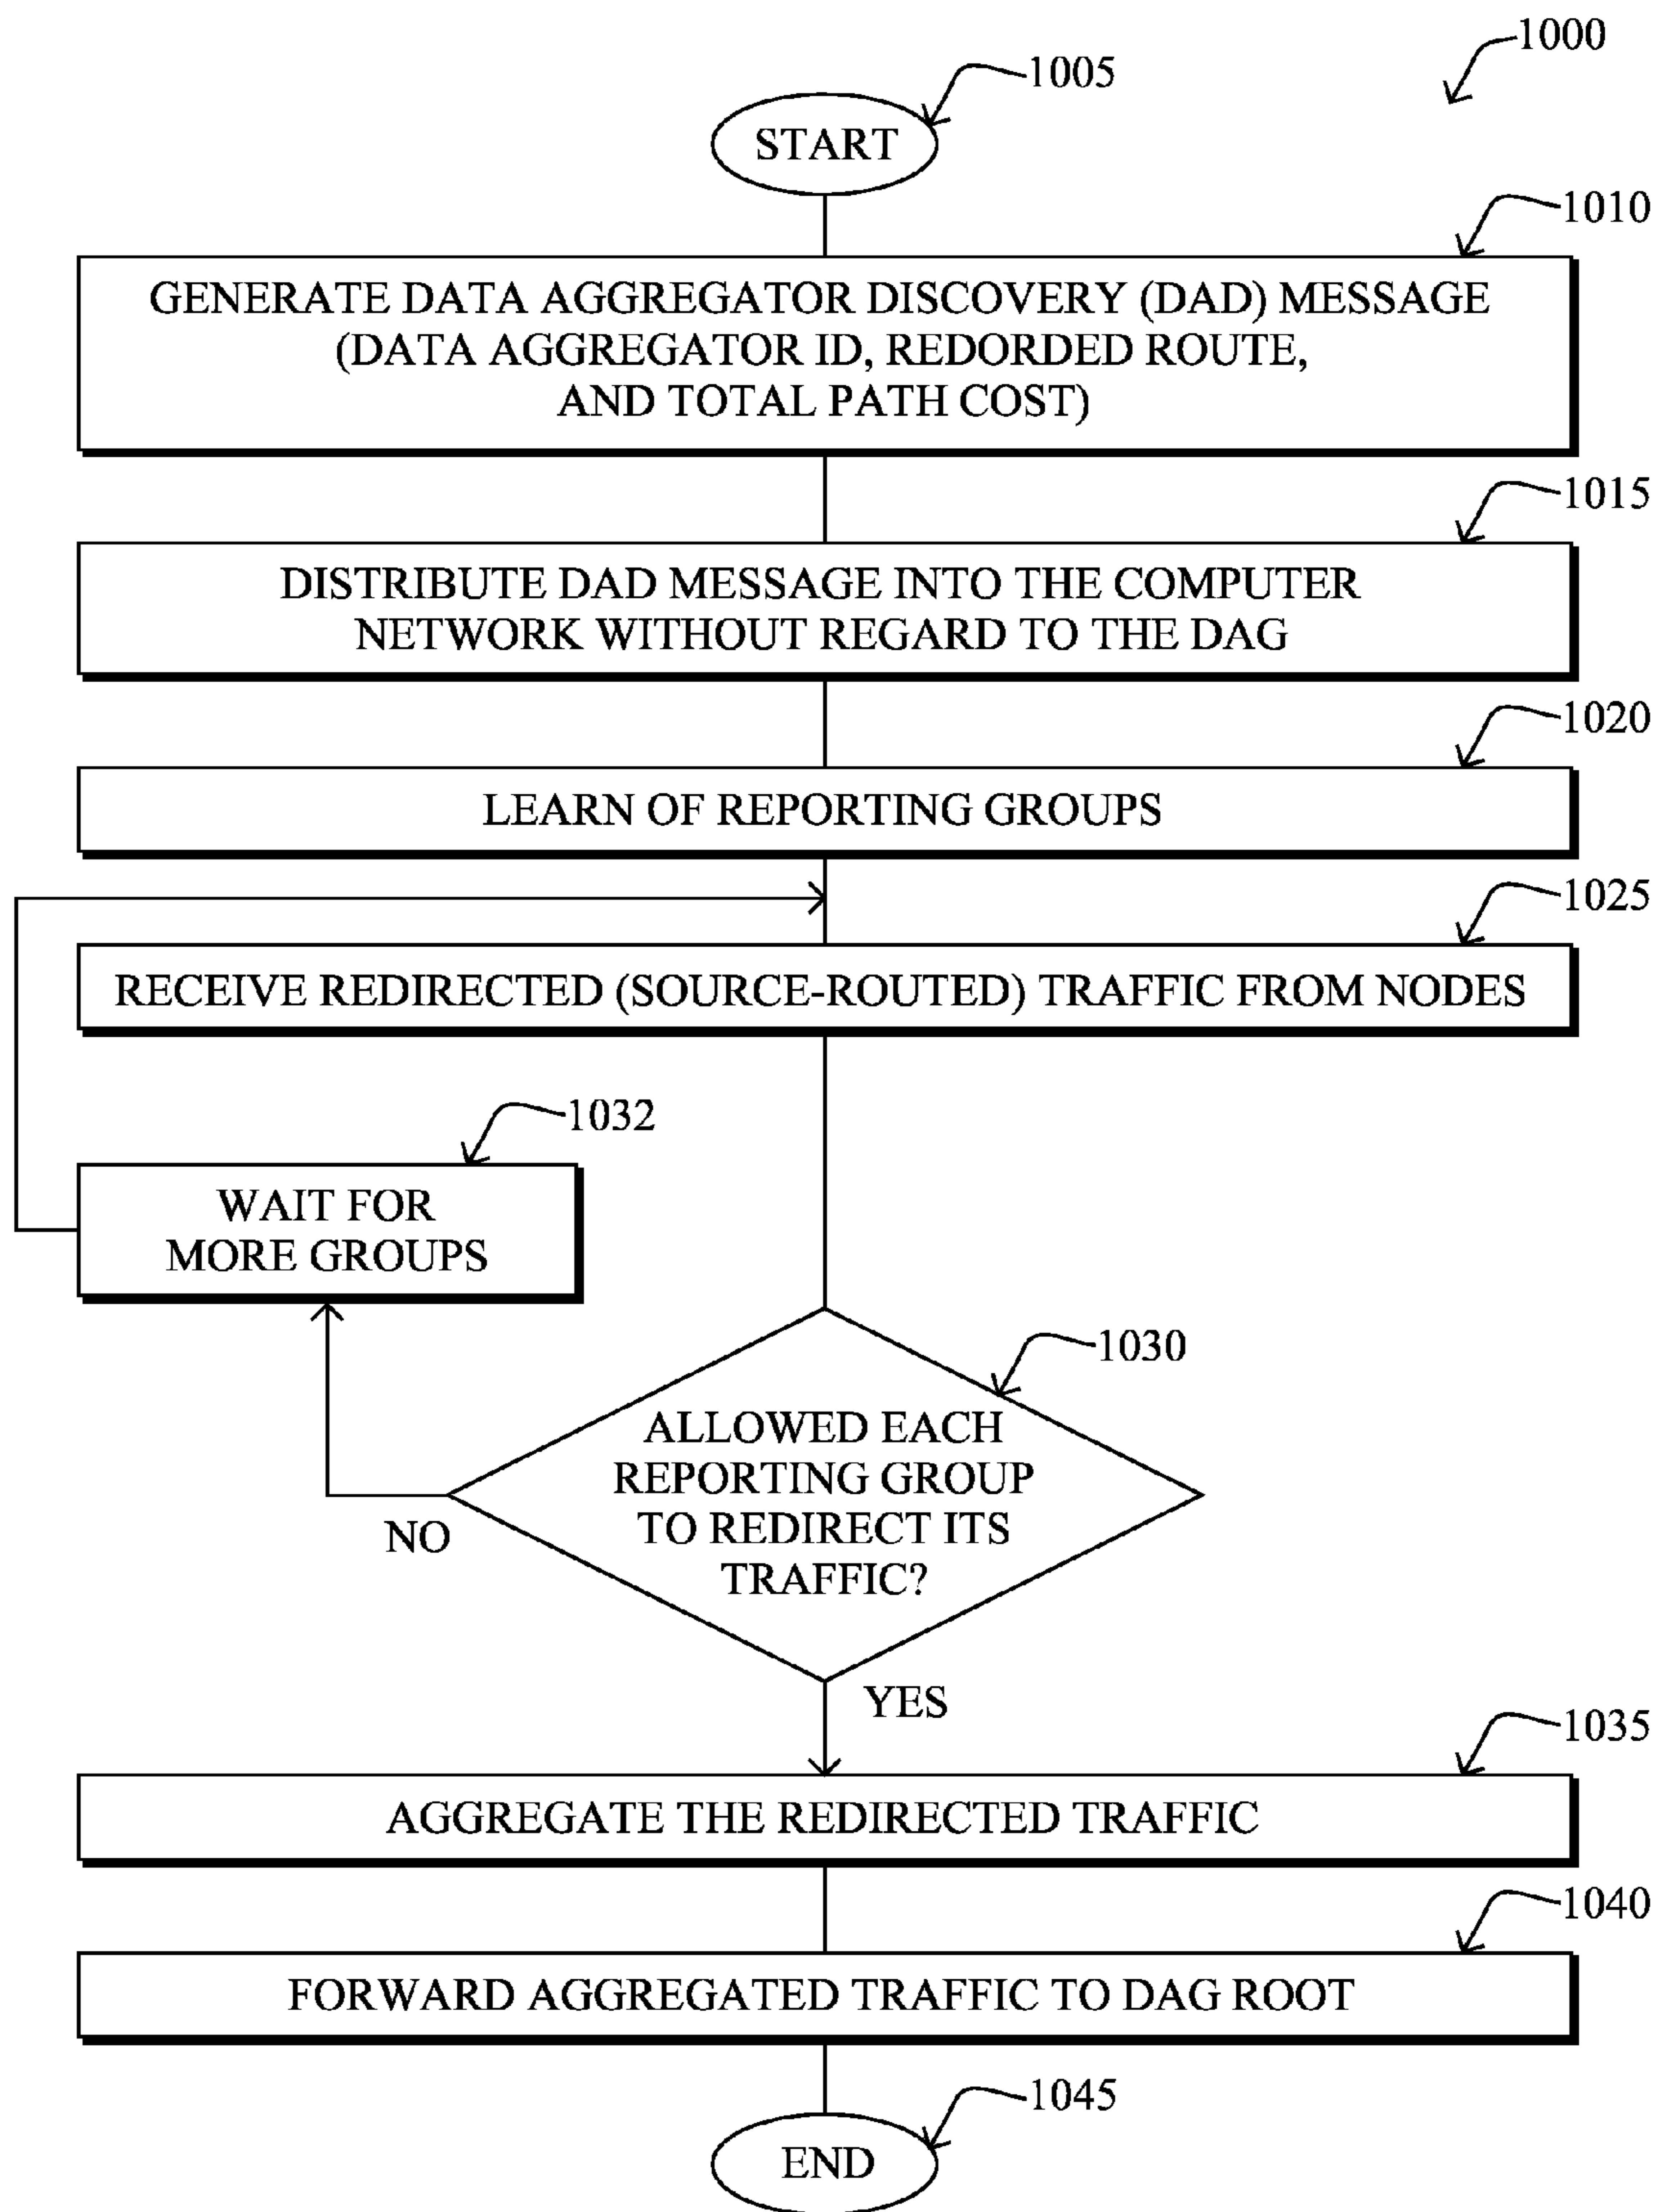 1000
1005
START
1010
GENERATE DATA AGGREGATOR DISCOVERY (DAD) MESSAGE
(DATA AGGREGATOR ID, REDORDED ROUTE,
AND TOTAL PATH COST)
1015
DISTRIBUTE DAD MESSAGE INTO THE COMPUTER
NETWORK WITHOUT REGARD TO THE DAG
1020
LEARN OF REPORTING GROUPS
1025
RECEIVE REDIRECTED (SOURCE-ROUTED) TRAFFIC FROM NODES
1032
WAIT FOR
MORE GROUPS
1030
ALLOWED EACH
REPORTING GROUP
TO REDIRECT ITS
TRAFFIC?
NO
YES
1035
AGGREGATE THE REDIRECTED TRAFFIC
1040
FORWARD AGGREGATED TRAFFIC TO DAG ROOT
1045
END